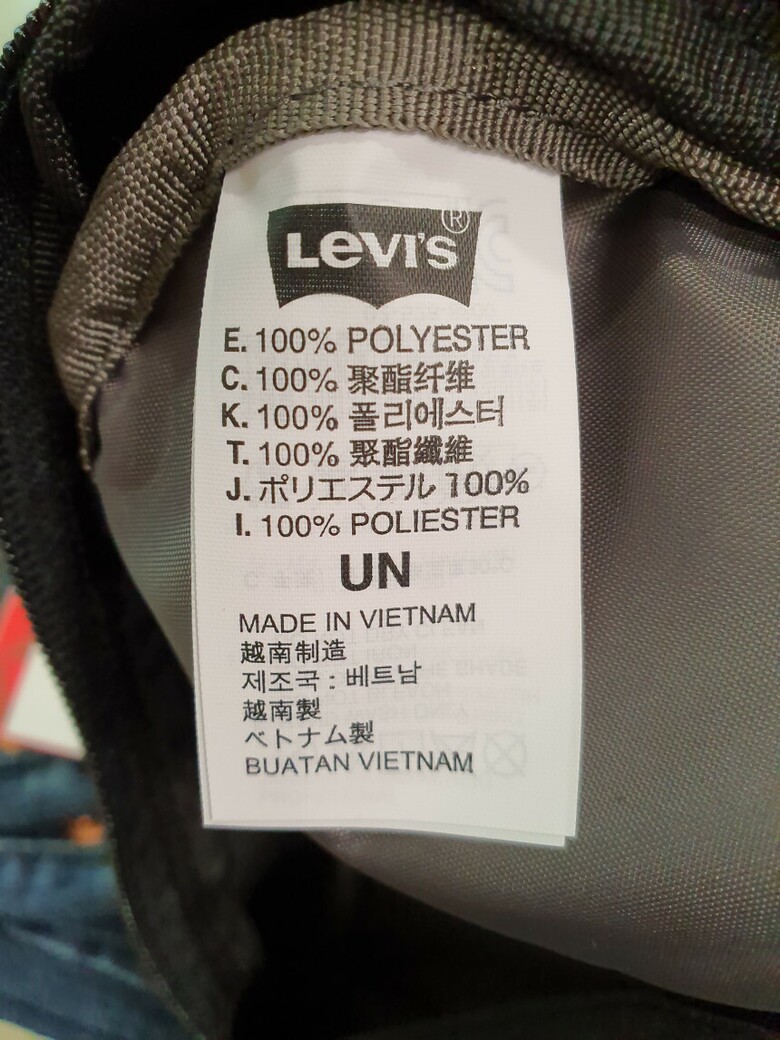 LEVI'S ®
E. 100% POLYESTER
C. 100% 聚酯纤维
K. 100% 폴리에스터
T. 100% 聚酯纖維
J. ポリエステル 100%
I. 100% POLIESTER
UN
MADE IN VIETNAM
越南制造
제조국 : 베트남
越南製
ベトナム製
BUATAN VIETNAM